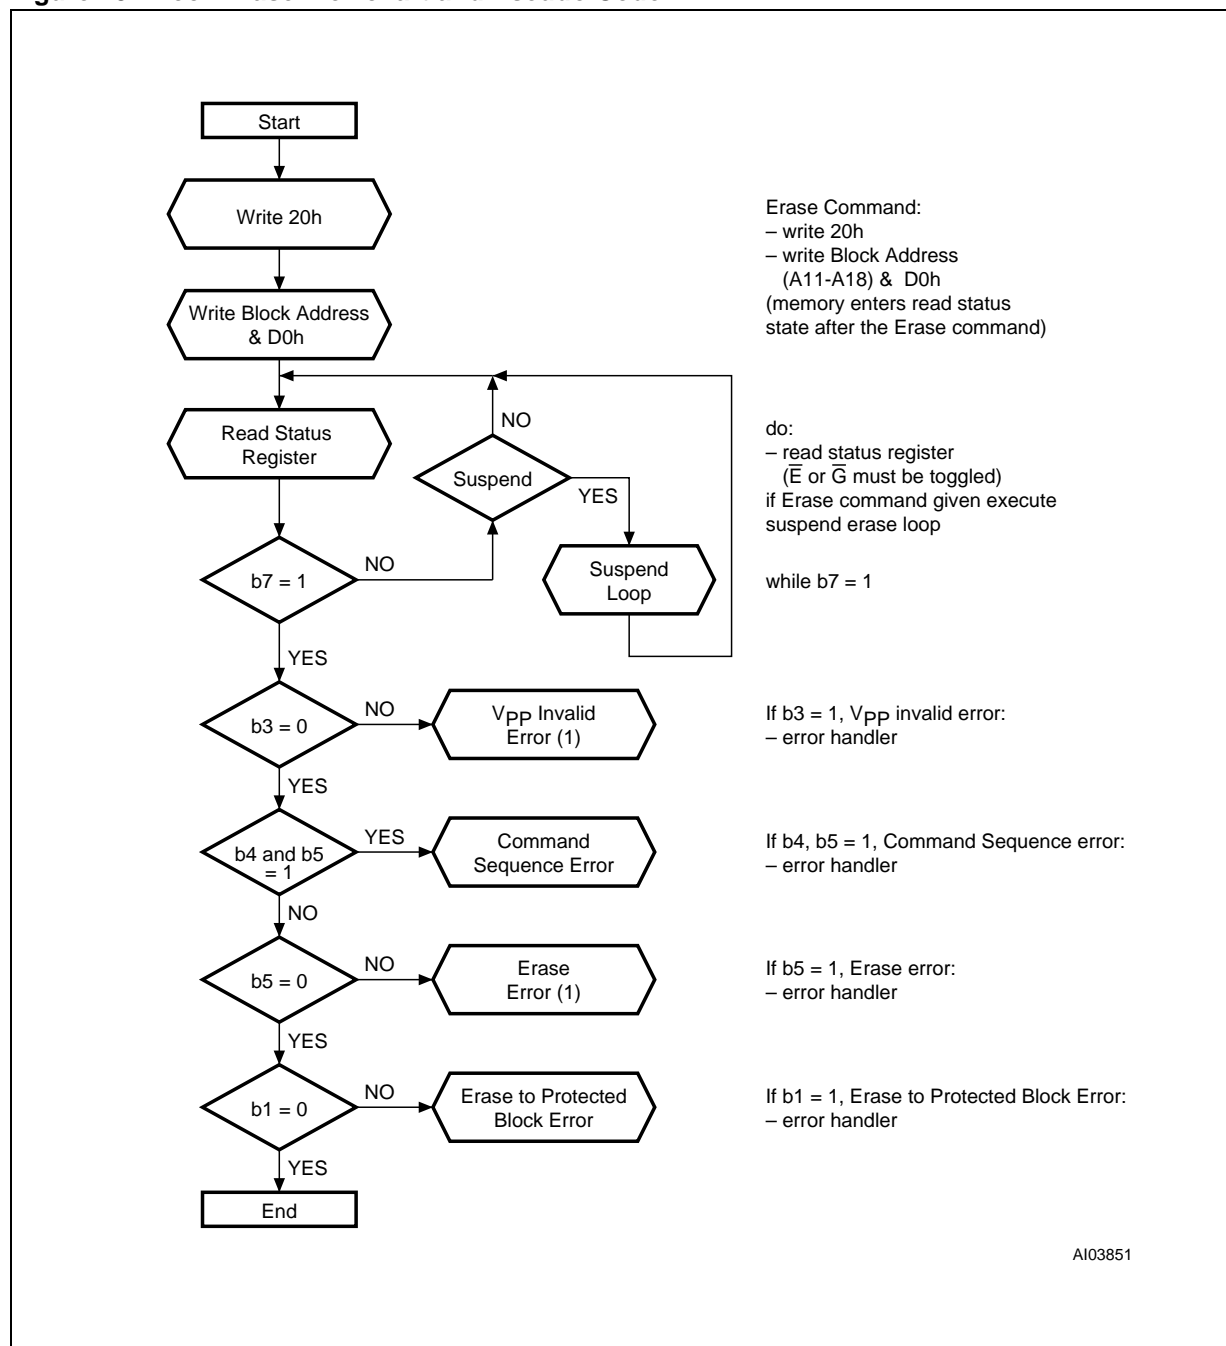 Start
Write 20h
Write Block Address
& D0h
Read Status
Register
NO
Suspend
YES
Suspend
Loop
b7 = 1
NO
YES
b3 = 0
NO
VPP Invalid
Error (1)
YES
b4 and b5
= 1
YES
Command
Sequence Error
NO
b5 = 0
NO
Erase
Error (1)
YES
b1 = 0
NO
Erase to Protected
Block Error
YES
End
Erase Command:
– write 20h
– write Block Address
(A11-A18) & D0h
(memory enters read status
state after the Erase command)
do:
– read status register
(E̅ or G̅ must be toggled)
if Erase command given execute
suspend erase loop
while b7 = 1
If b3 = 1, VPP invalid error:
– error handler
If b4, b5 = 1, Command Sequence error:
– error handler
If b5 = 1, Erase error:
– error handler
If b1 = 1, Erase to Protected Block Error:
– error handler
AI03851